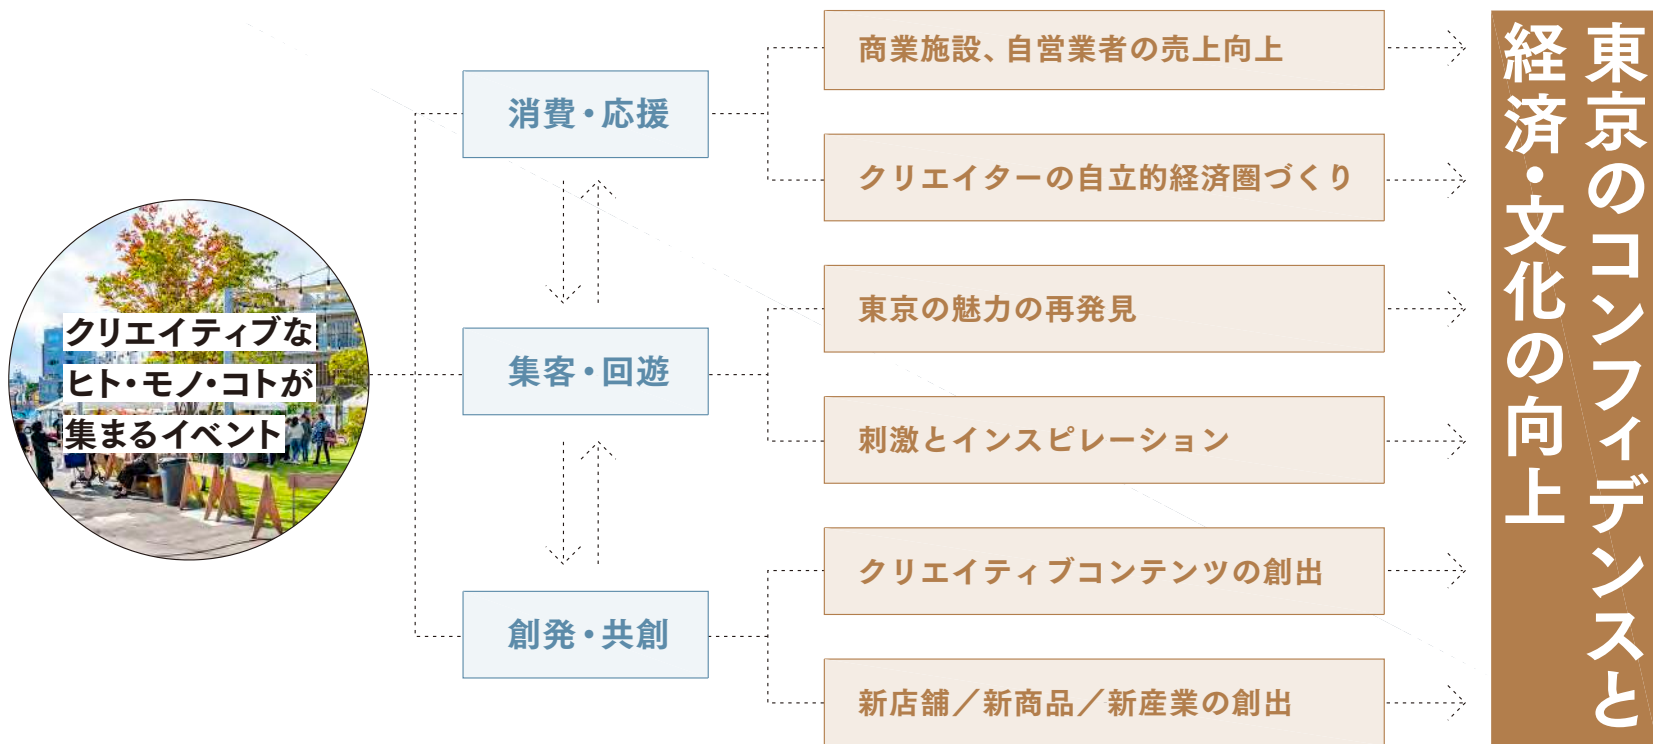 クリエイティブな
ヒト・モノ・コトが
集まるイベント
消費・応援
集客・回遊
創発・共創
商業施設、自営業者の売上向上
クリエイターの自立的経済圏づくり
東京の魅力の再発見
刺激とインスピレーション
クリエイティブコンテンツの創出
新店舗／新商品／新産業の創出
東京のコンフィデンスと
経済・文化の向上